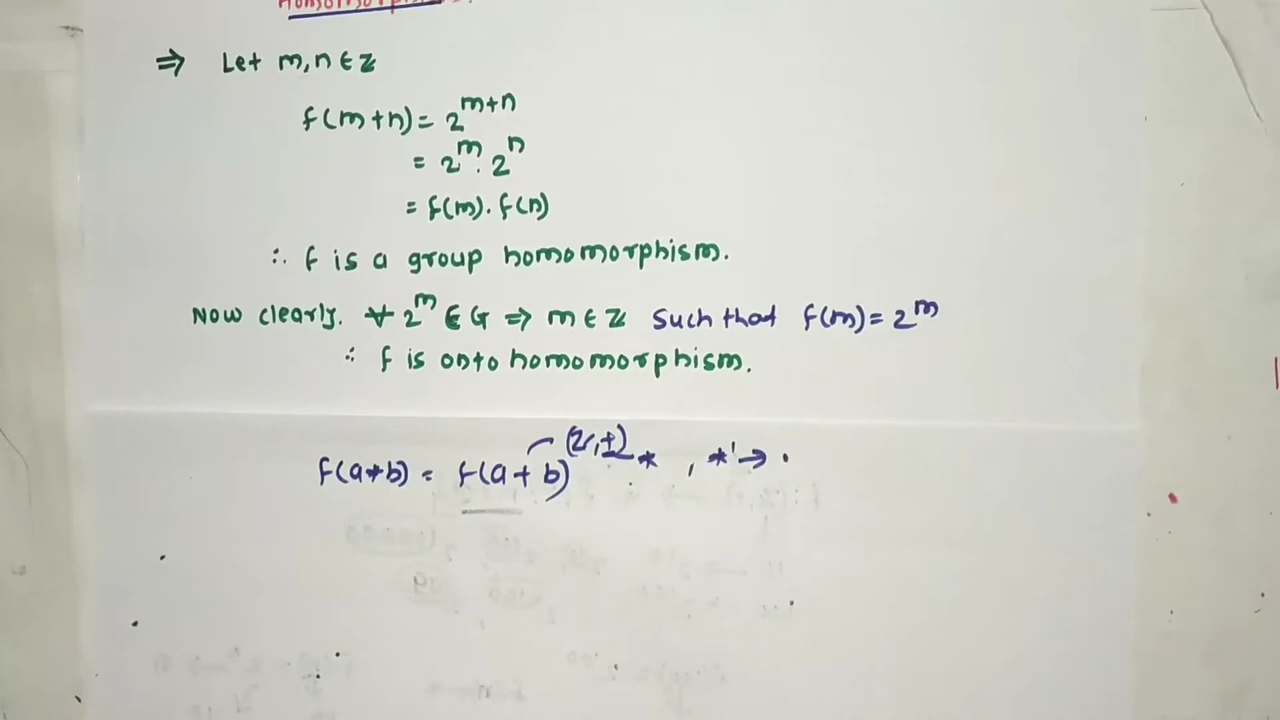 ⇒ Let m,n ∈ ℤ
f(m+n) = 2^{m+n}
= 2^m . 2^n
= f(m). f(n)
∴ f is a group homomorphism.
Now clearly. ∀ 2^m ∈ G ⇒ m ∈ ℤ such that f(m) = 2^m
∴ f is onto homomorphism.
(ℤ,+)
f(a*b) = f(a+b) * , *' → .